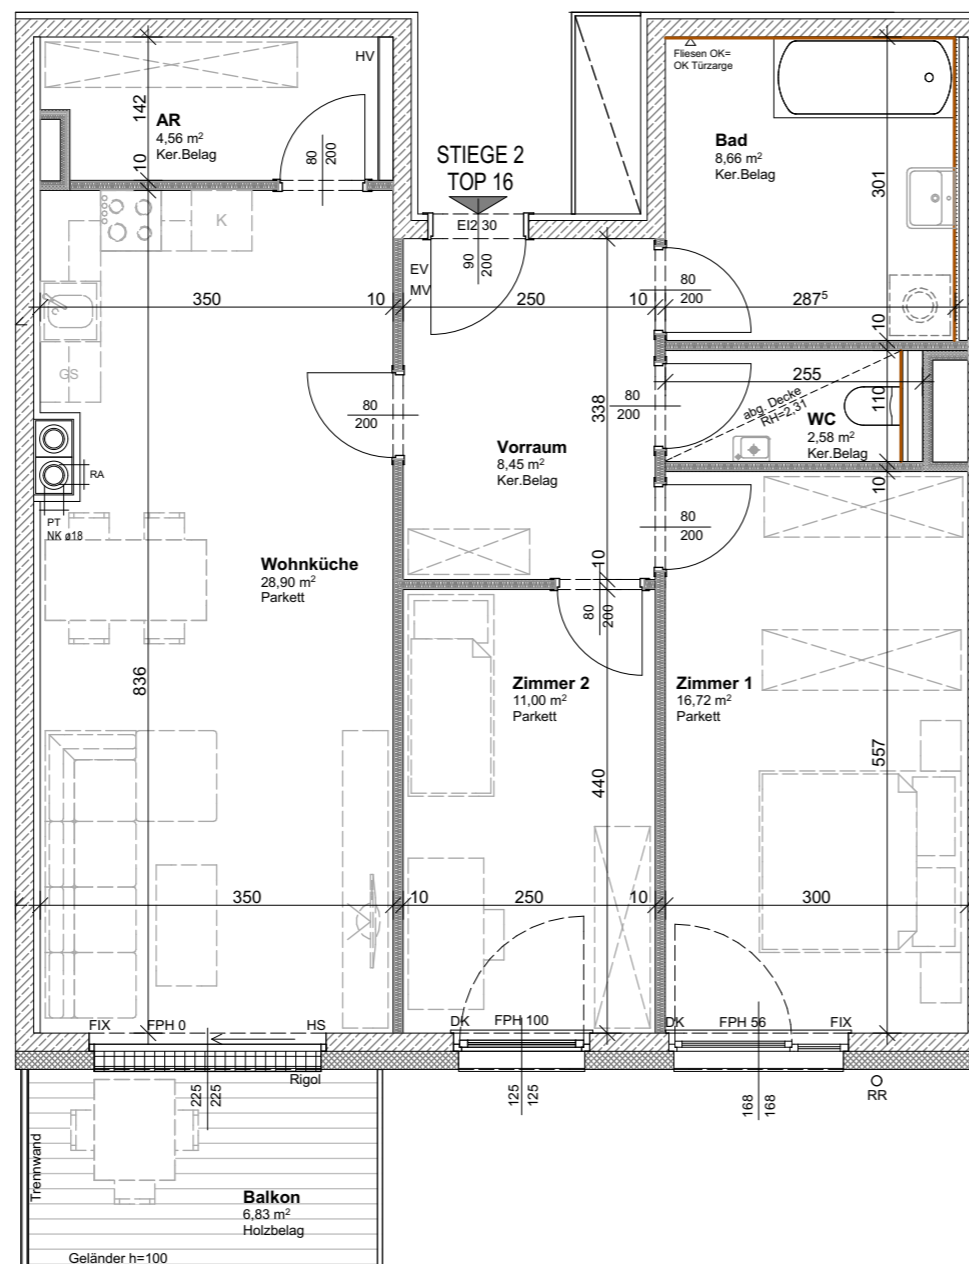 HV
142
AR
4,56 m²
Ker.Belag
10
80
200
STIEGE 2
TOP 16
EI2 30
90
200
Fliesen OK=
OK Türzarge
Bad
8,66 m²
Ker.Belag
301
K
EV
MV
350
10
250
10
80
200
287⁵
10
GS
80
200
338
80
200
255
abg. Decke
RH=2,31
110
WC
2,58 m²
Ker.Belag
Vorraum
8,45 m²
Ker.Belag
RA
PT
NK ø18
10
80
200
Wohnküche
28,90 m²
Parkett
10
80
200
836
Zimmer 2
11,00 m²
Parkett
Zimmer 1
16,72 m²
Parkett
440
557
350
10
250
10
300
FIX
FPH 0
HS
DK
FPH 100
DK
FPH 56
FIX
Rigol
225
225
125
125
168
168
RR
Trennwand
Balkon
6,83 m²
Holzbelag
Geländer h=100